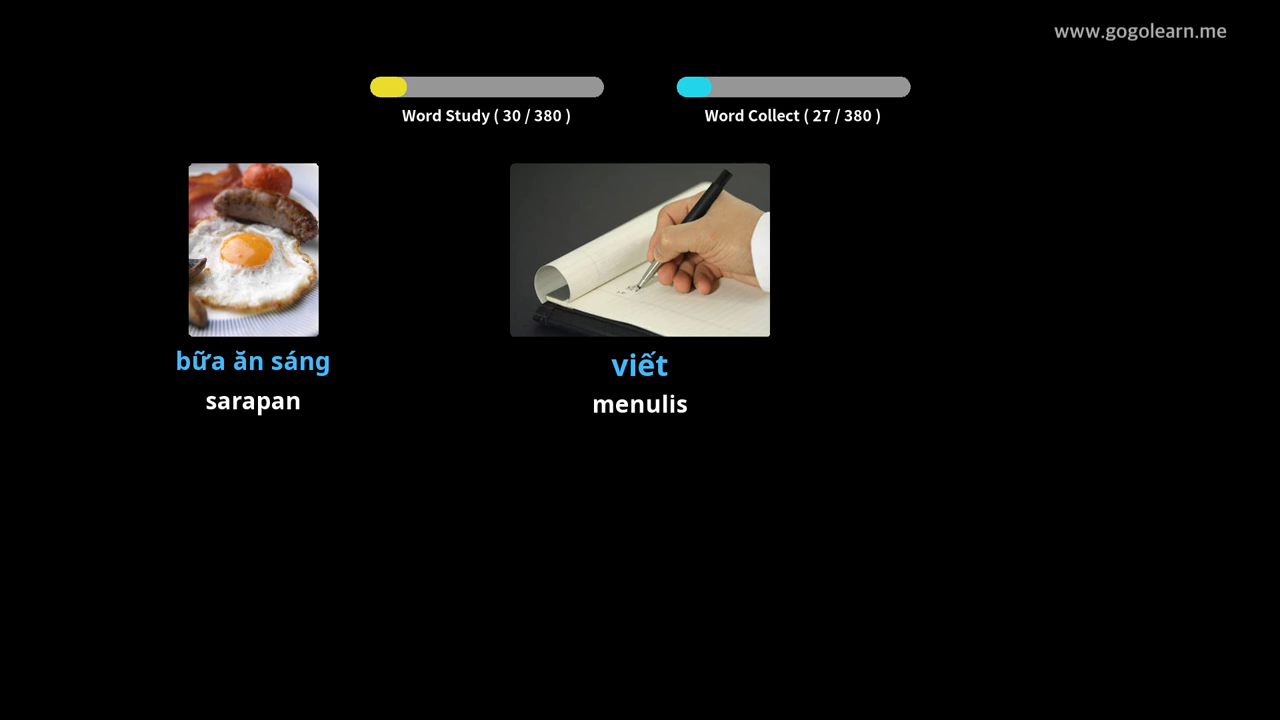 www.gogolearn.me
Word Study ( 30 / 380 )
Word Collect ( 27 / 380 )
bữa ăn sáng
sarapan
viết
menulis